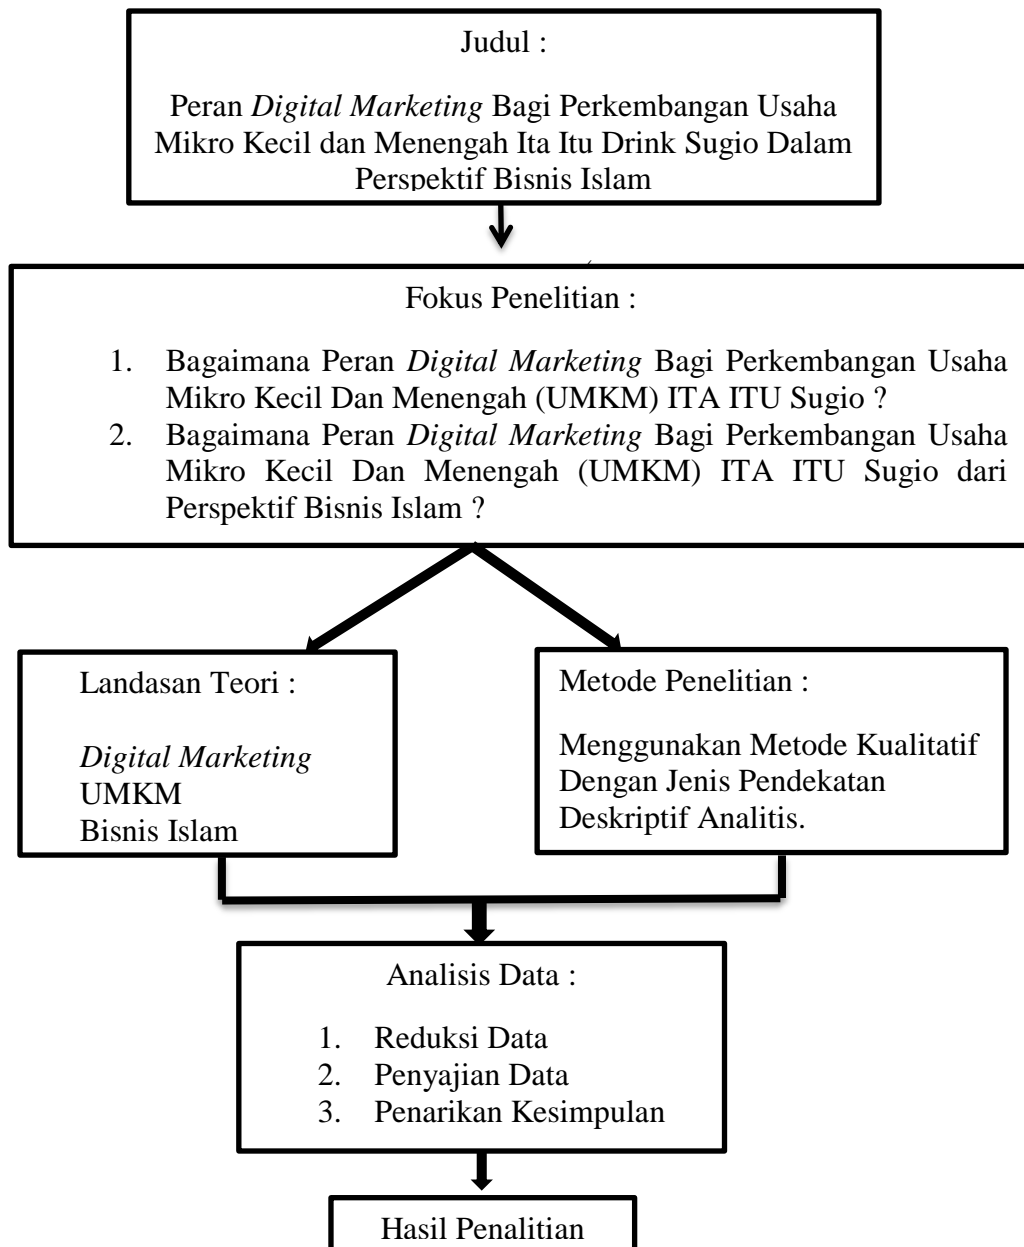 Judul :
Peran Digital Marketing Bagi Perkembangan Usaha
Mikro Kecil dan Menengah Ita Itu Drink Sugio Dalam
Perspektif Bisnis Islam
Fokus Penelitian :
1. Bagaimana Peran Digital Marketing Bagi Perkembangan Usaha
Mikro Kecil Dan Menengah (UMKM) ITA ITU Sugio ?
2. Bagaimana Peran Digital Marketing Bagi Perkembangan Usaha
Mikro Kecil Dan Menengah (UMKM) ITA ITU Sugio dari
Perspektif Bisnis Islam ?
Landasan Teori :
Digital Marketing
UMKM
Bisnis Islam
Metode Penelitian :
Menggunakan Metode Kualitatif
Dengan Jenis Pendekatan
Deskriptif Analitis.
Analisis Data :
1. Reduksi Data
2. Penyajian Data
3. Penarikan Kesimpulan
Hasil Penalitian